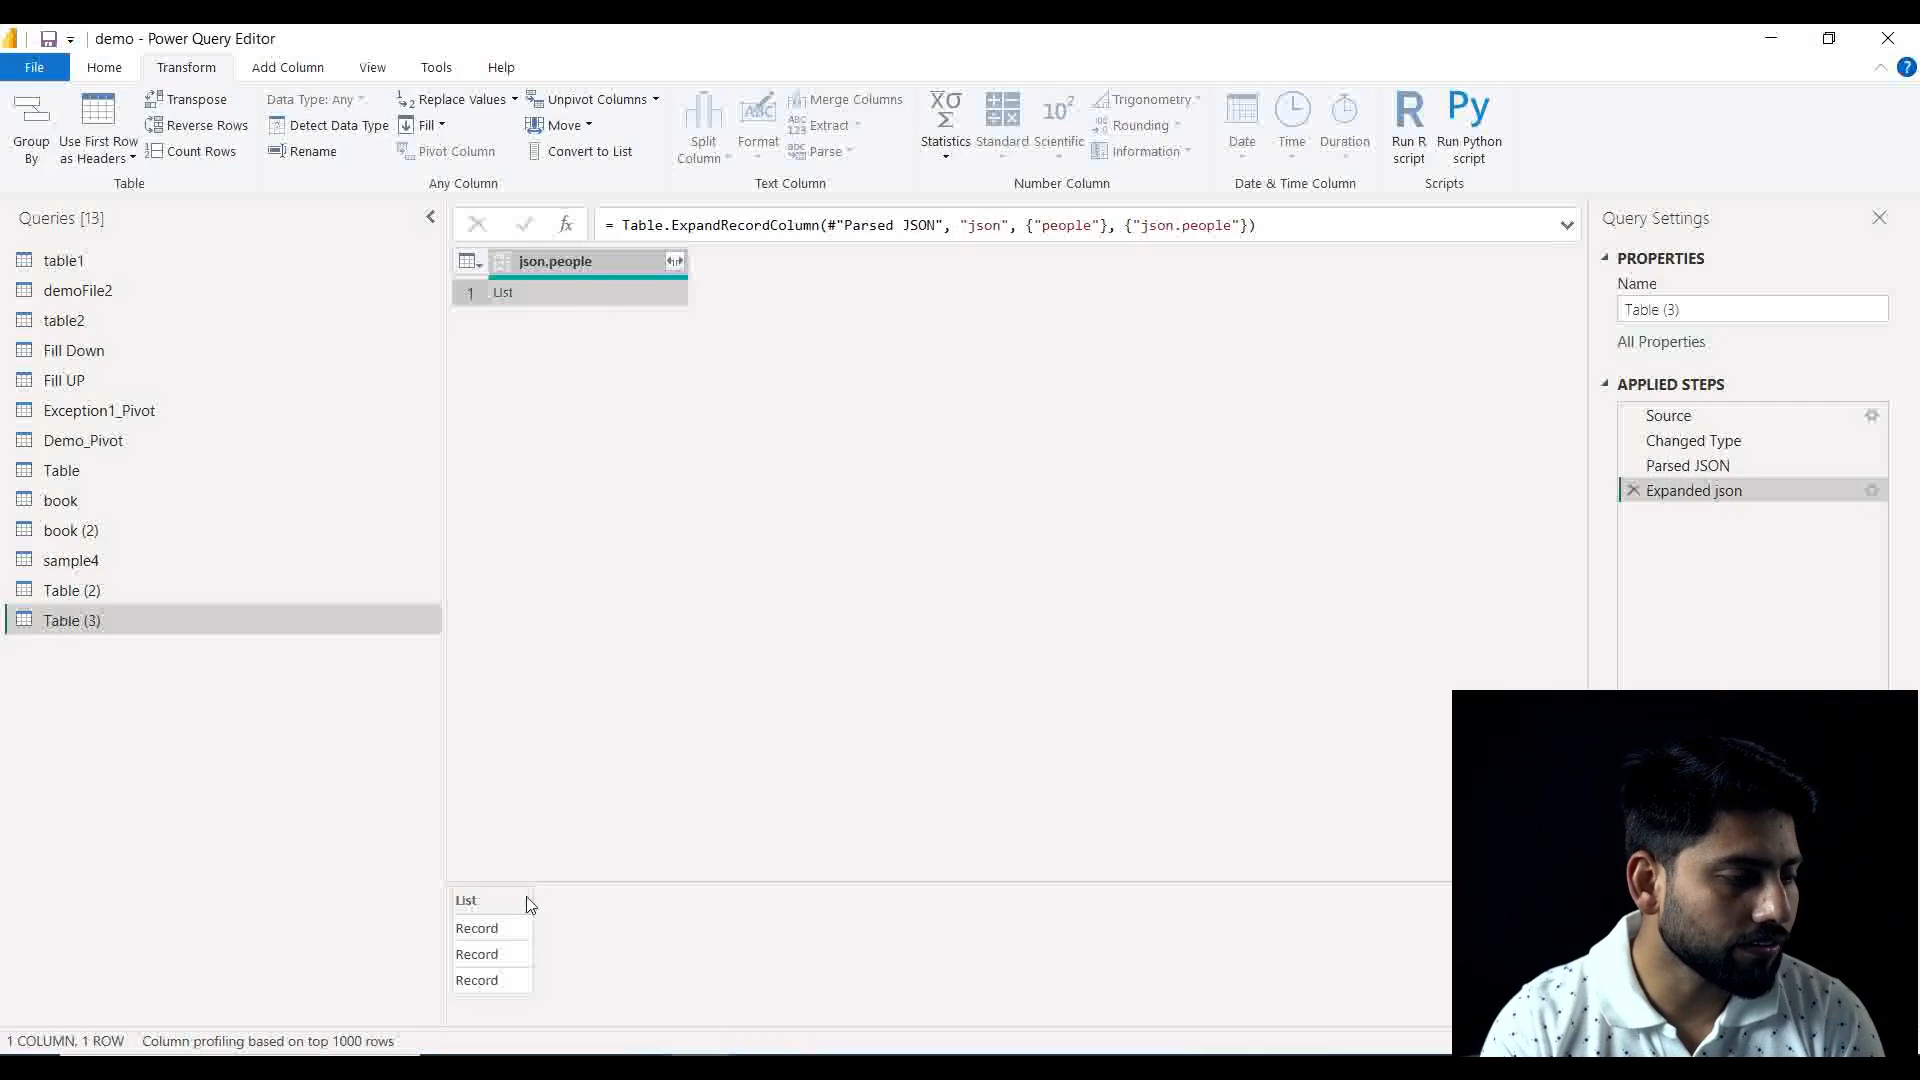 demo - Power Query Editor
File Home Transform Add Column View Tools Help
Group By
Use First Row as Headers
Transpose
Reverse Rows
Count Rows
Table
Data Type: Any
Detect Data Type
Rename
Replace Values
Fill
Pivot Column
Unpivot Columns
Move
Convert to List
Any Column
Split Column
Format
Merge Columns
Extract
Parse
Text Column
Statistics
Standard
Scientific
Trigonometry
Rounding
Information
Number Column
Date
Time
Duration
Date & Time Column
Run R script
Run Python script
Scripts
Queries [13]
table1
demoFile2
table2
Fill Down
Fill UP
Exception1_Pivot
Demo_Pivot
Table
book
book (2)
sample4
Table (2)
Table (3)
fx
= Table.ExpandRecordColumn(#"Parsed JSON", "json", {"people"}, {"json.people"})
json.people
1 List
List
Record
Record
Record
Query Settings
PROPERTIES
Name
Table (3)
All Properties
APPLIED STEPS
Source
Changed Type
Parsed JSON
Expanded json
1 COLUMN, 1 ROW Column profiling based on top 1000 rows